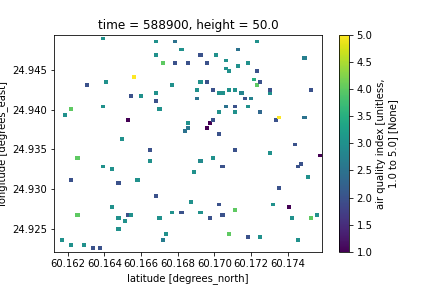 time = 588900, height = 50.0
longitude [degrees_east]
24.945
24.940
24.935
24.930
24.925
60.162 60.164 60.166 60.168 60.170 60.172 60.174
latitude [degrees_north]
5.0
4.5
4.0
3.5
3.0
2.5
2.0
1.5
1.0
air quality index [unitless,
1.0 to 5.0] [None]